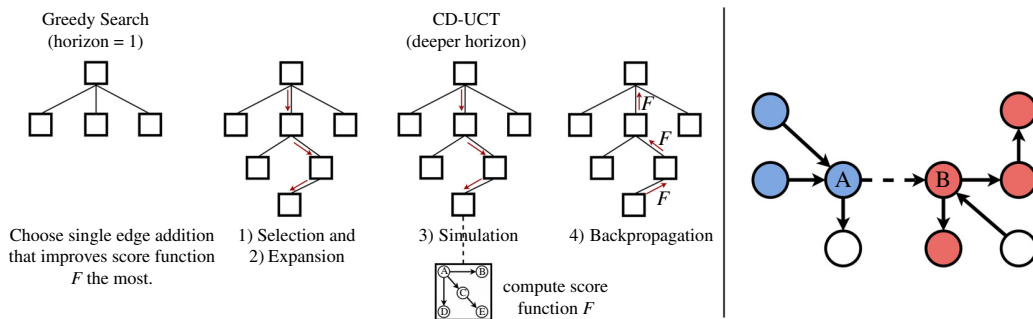 Greedy Search
(horizon = 1)
CD-UCT
(deeper horizon)
F
F
F
Choose single edge addition
that improves score function
F the most.
1) Selection and
2) Expansion
3) Simulation
4) Backpropagation
A
B
C
D
E
compute score
function F
A
B